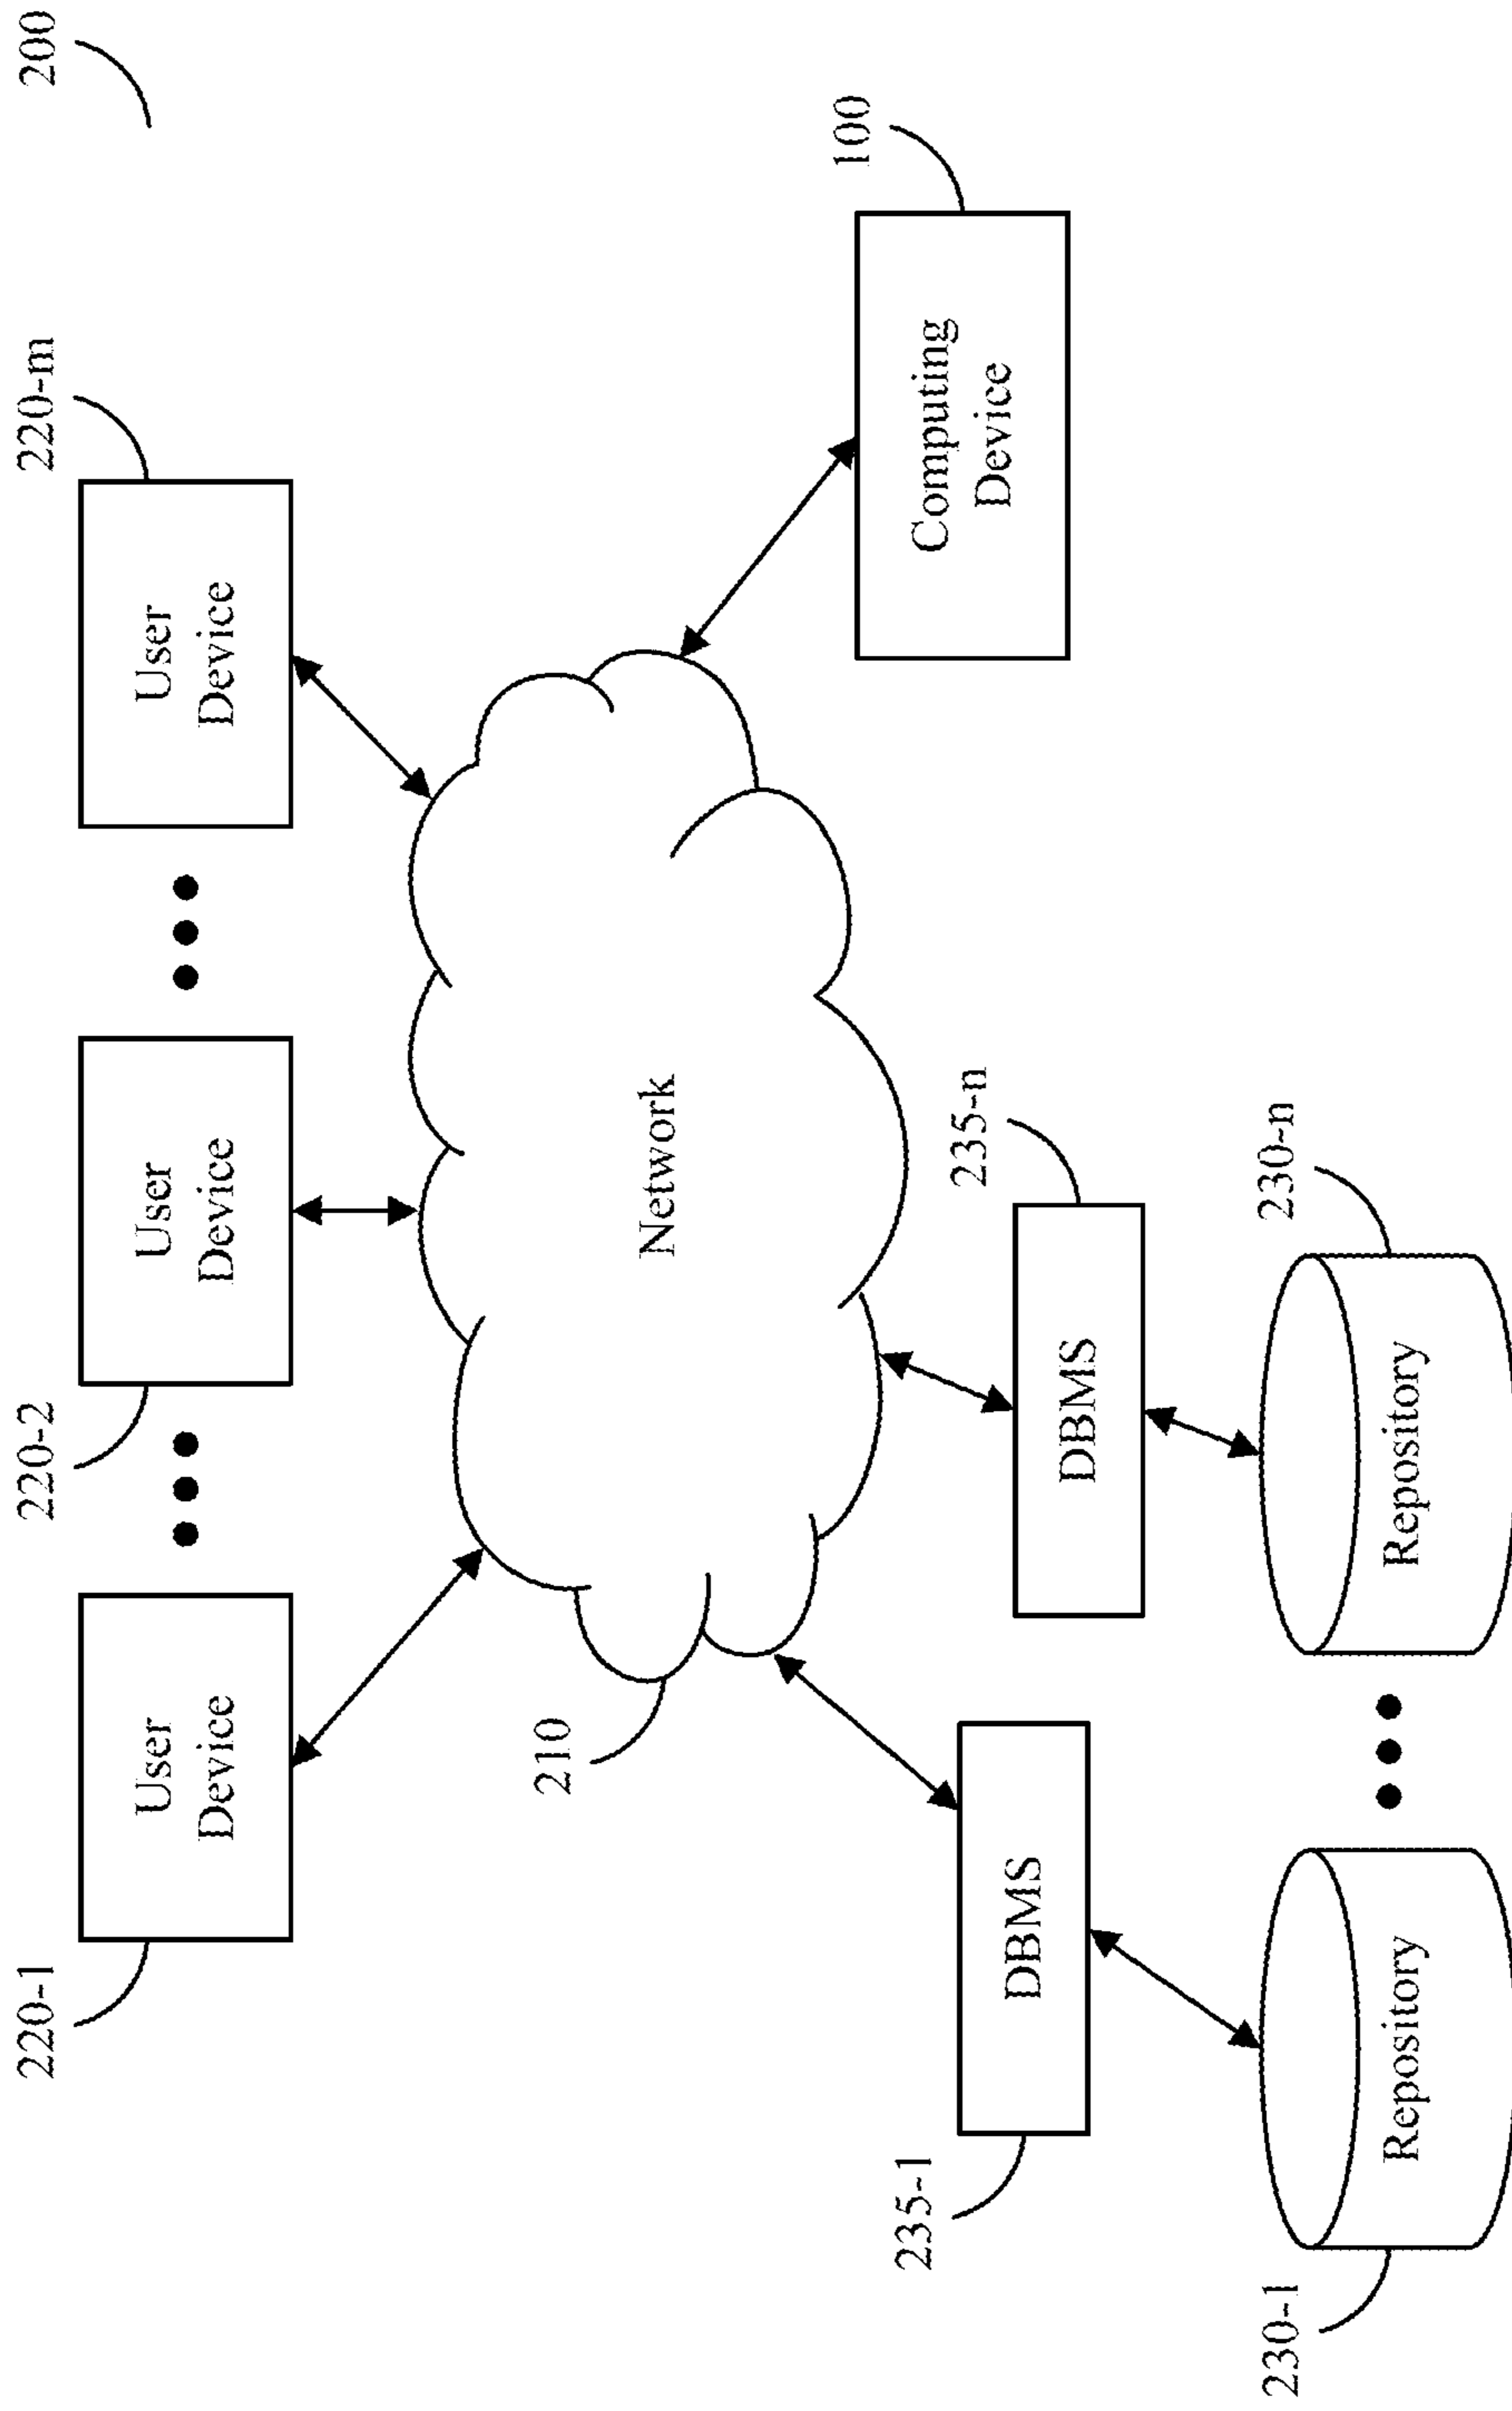 200
220-1
220-2
220-m
User
Device
User
Device
User
Device
210
Network
100
Computing
Device
235-1
DBMS
235-n
DBMS
230-1
Repository
230-n
Repository